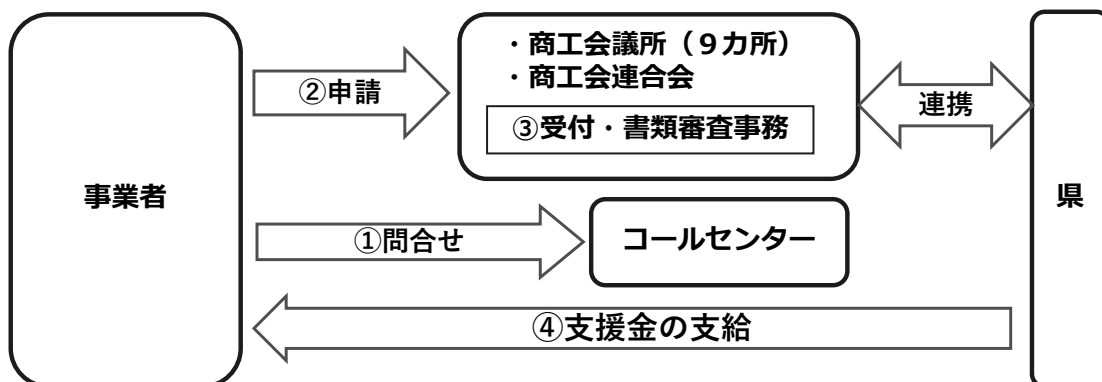 ・商工会議所（９カ所）
・商工会連合会
②申請
③受付・書類審査事務
連携
事業者
県
①問合せ
コールセンター
④支援金の支給